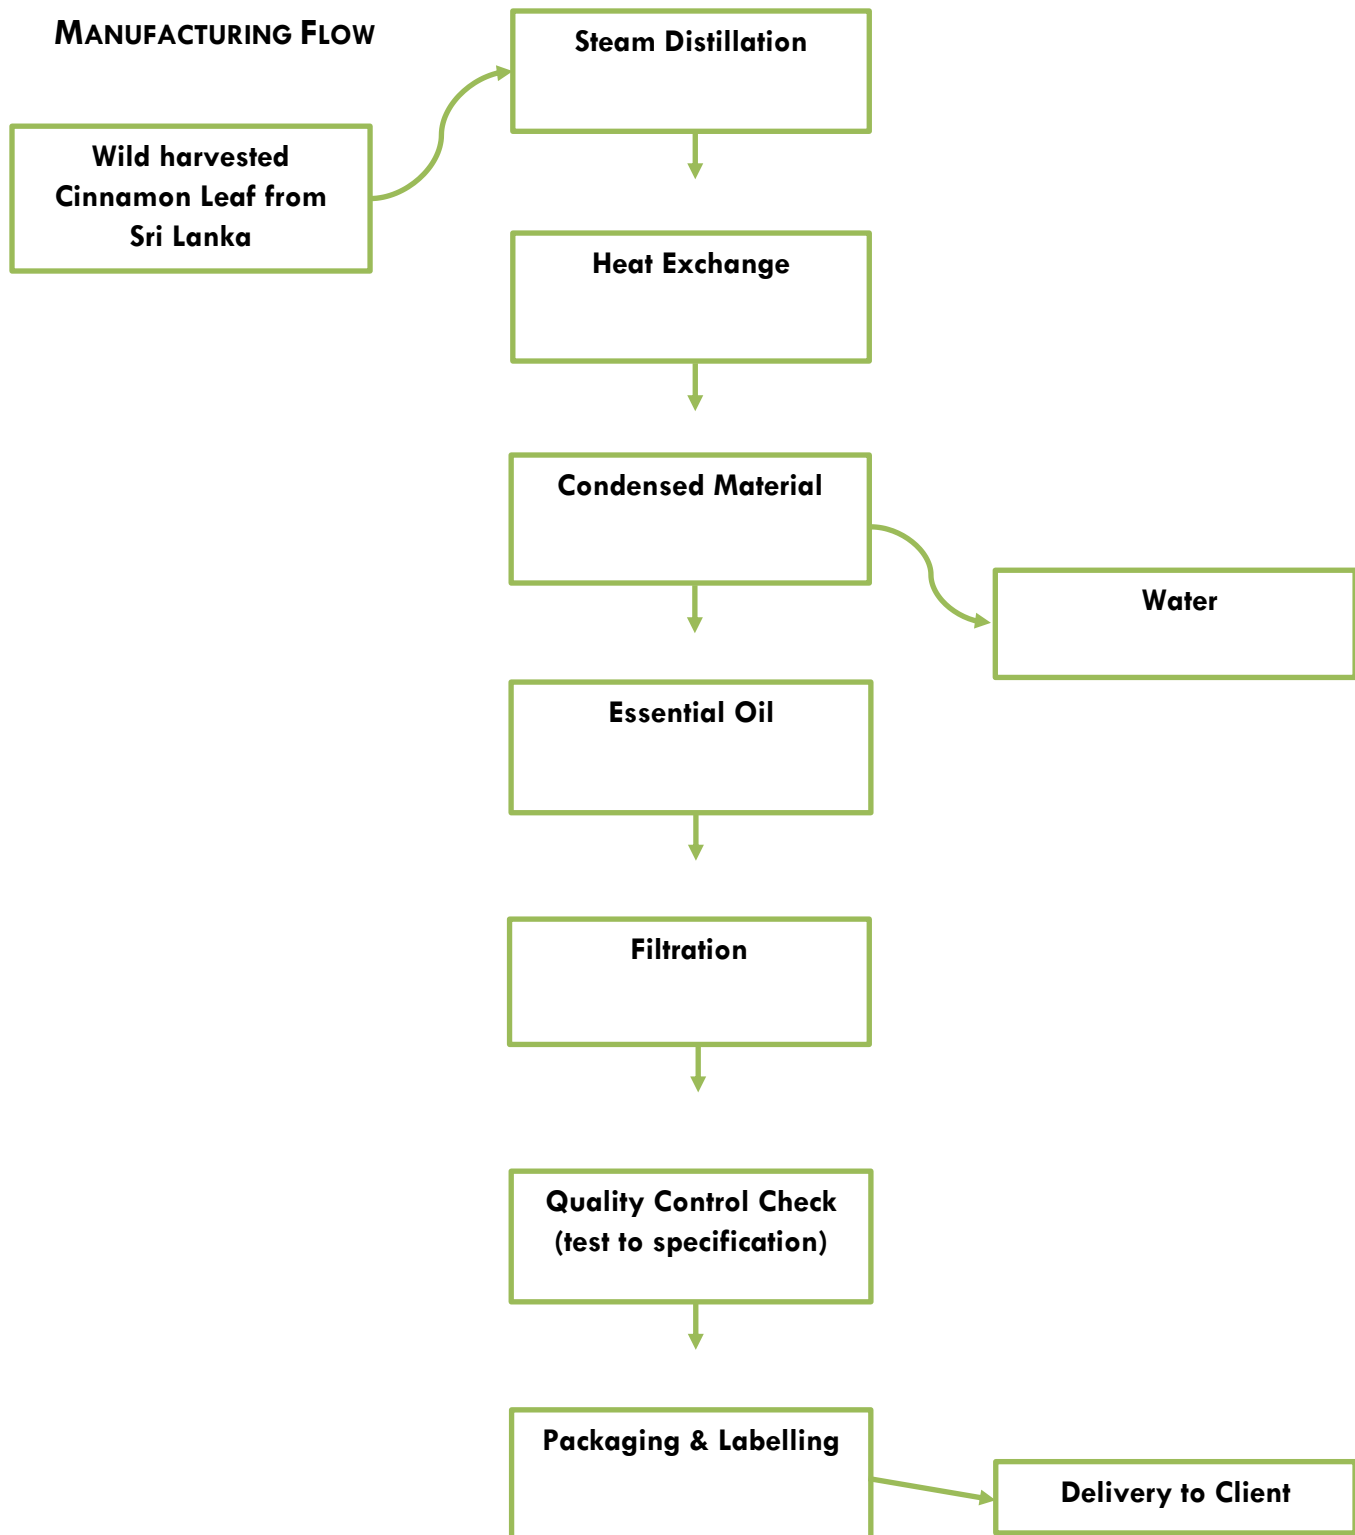 MANUFACTURING FLOW
Steam Distillation
Wild harvested
Cinnamon Leaf from
Sri Lanka
Heat Exchange
Condensed Material
Water
Essential Oil
Filtration
Quality Control Check
(test to specification)
Packaging & Labelling
Delivery to Client